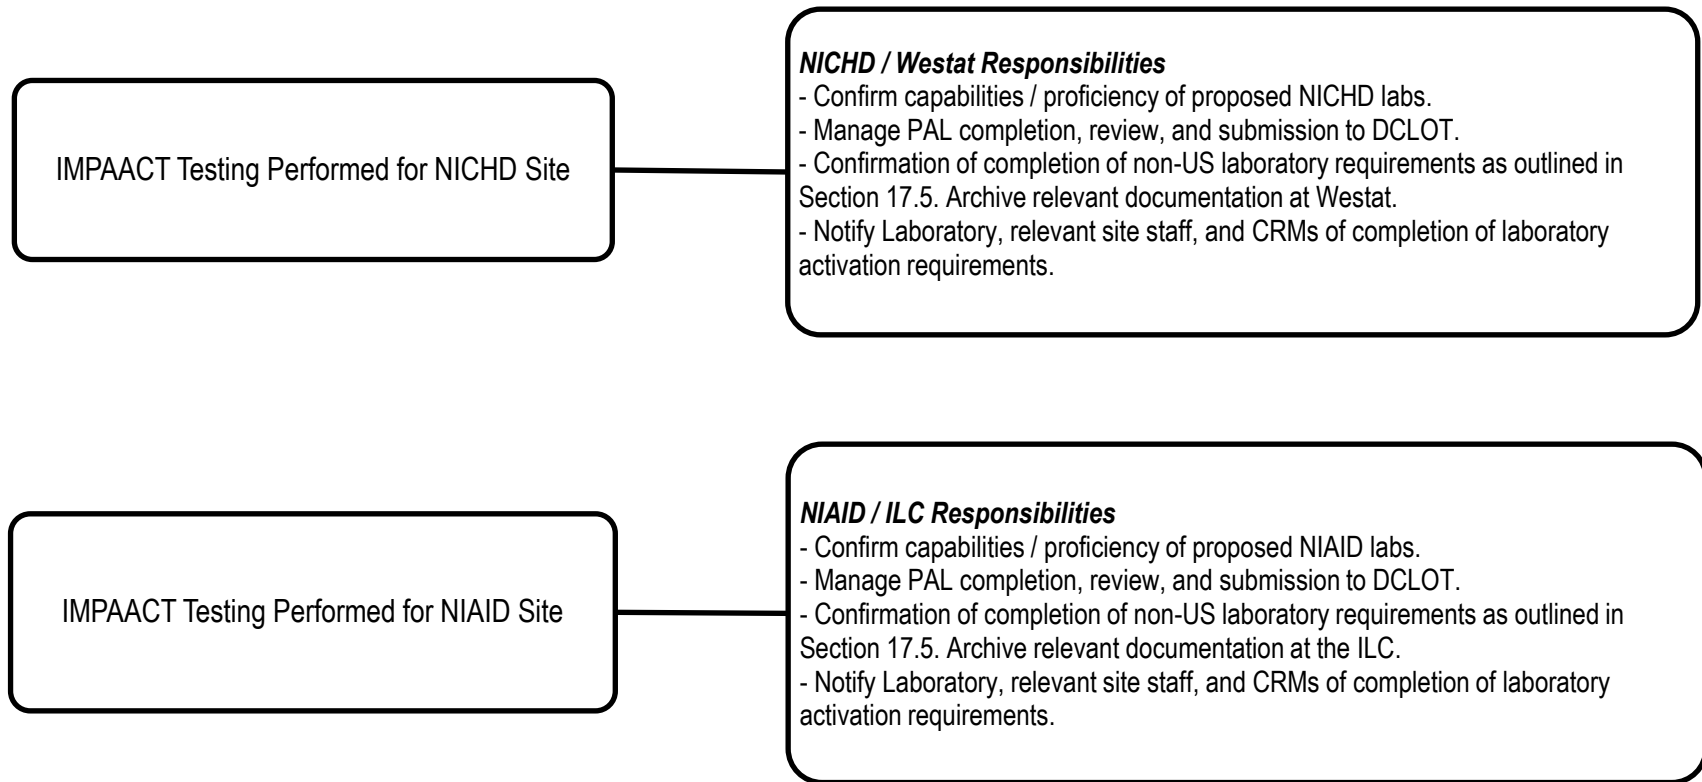 IMPAACT Testing Performed for NICHD Site
NICHD / Westat Responsibilities
- Confirm capabilities / proficiency of proposed NICHD labs.
- Manage PAL completion, review, and submission to DCLOT.
- Confirmation of completion of non-US laboratory requirements as outlined in
Section 17.5. Archive relevant documentation at Westat.
- Notify Laboratory, relevant site staff, and CRMs of completion of laboratory
activation requirements.
IMPAACT Testing Performed for NIAID Site
NIAID / ILC Responsibilities
- Confirm capabilities / proficiency of proposed NIAID labs.
- Manage PAL completion, review, and submission to DCLOT.
- Confirmation of completion of non-US laboratory requirements as outlined in
Section 17.5. Archive relevant documentation at the ILC.
- Notify Laboratory, relevant site staff, and CRMs of completion of laboratory
activation requirements.